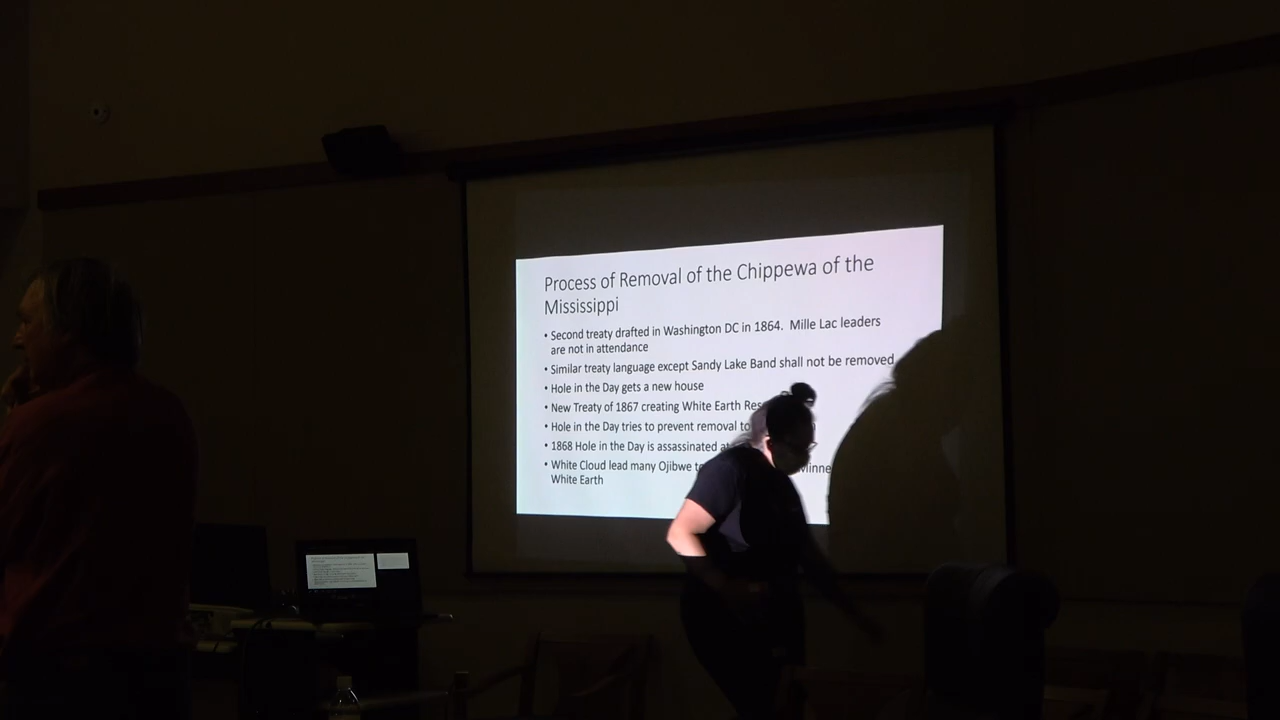 Process of Removal of the Chippewa of the
Mississippi
• Second treaty drafted in Washington DC in 1864. Mille Lac leaders
are not in attendance
• Similar treaty language except Sandy Lake Band shall not be removed
• Hole in the Day gets a new house
• New Treaty of 1867 creating White Earth
• Hole in the Day tries to prevent removal
• 1868 Hole in the Day is assassinated
• White Cloud lead many Ojibwe
White Earth